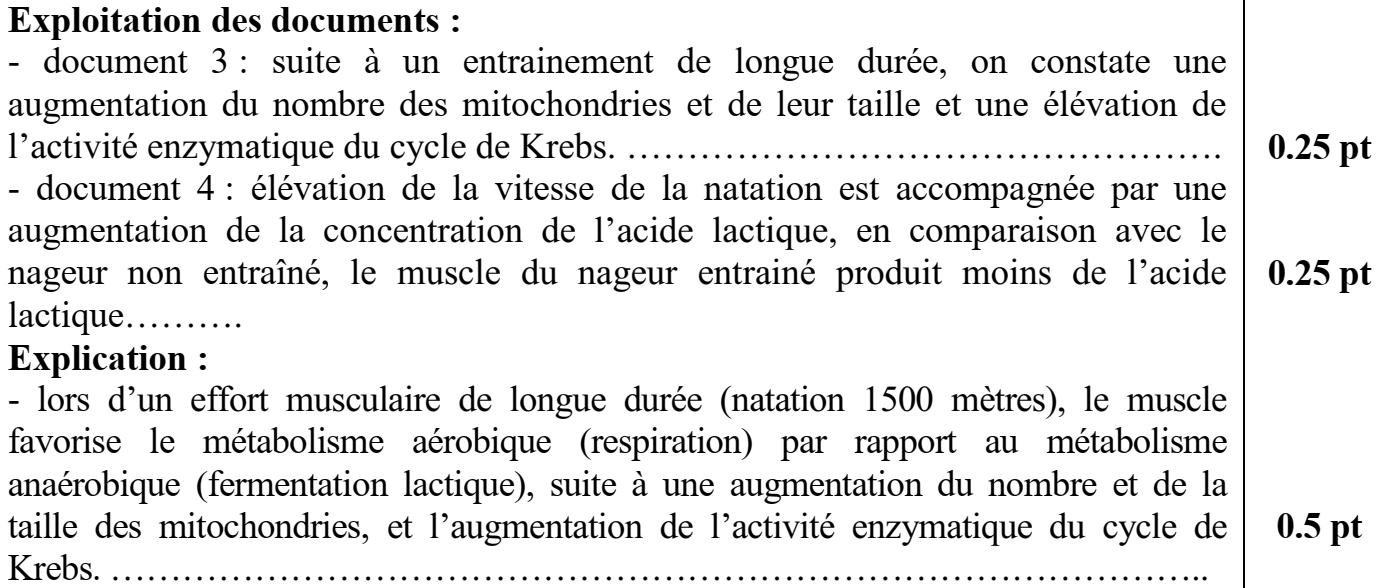 Exploitation des documents :
- document 3 : suite à un entrainement de longue durée, on constate une
augmentation du nombre des mitochondries et de leur taille et une élévation de
l’activité enzymatique du cycle de Krebs. ………………………………………….. 0.25 pt
- document 4 : élévation de la vitesse de la natation est accompagnée par une
augmentation de la concentration de l’acide lactique, en comparaison avec le
nageur non entraîné, le muscle du nageur entrainé produit moins de l’acide 0.25 pt
lactique……….
Explication :
- lors d’un effort musculaire de longue durée (natation 1500 mètres), le muscle
favorise le métabolisme aérobique (respiration) par rapport au métabolisme
anaérobique (fermentation lactique), suite à une augmentation du nombre et de la
taille des mitochondries, et l’augmentation de l’activité enzymatique du cycle de 0.5 pt
Krebs. ………………………………………………………………………………..